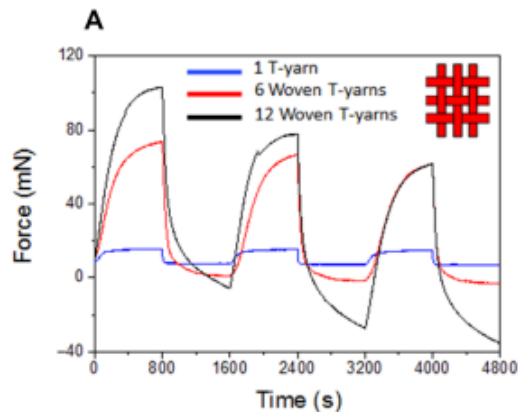 A
120
80
40
0
−40
Force (mN)
1 T-yarn
6 Woven T-yarns
12 Woven T-yarns
0 800 1600 2400 3200 4000 4800
Time (s)